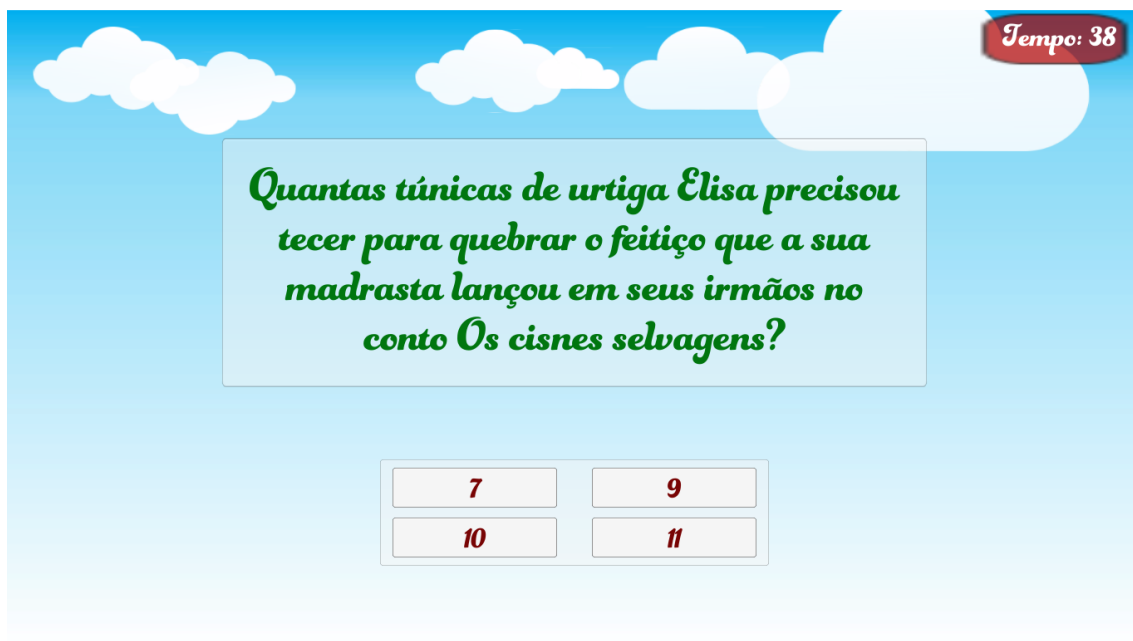 Tempo: 38
Quantas túnicas de urtiga Elisa precisou
tecer para quebrar o feitiço que a sua
madrasta lançou em seus irmãos no
conto Os cisnes selvagens?
7
9
10
11